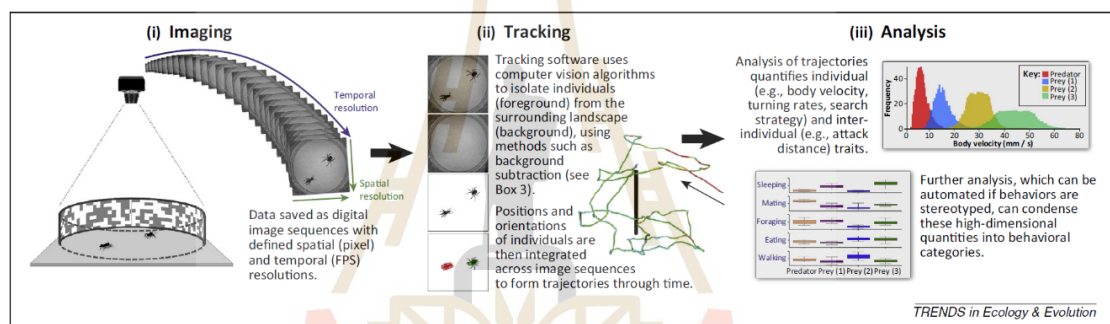 (i) Imaging
Temporal
resolution
Spatial
resolution
Data saved as digital
image sequences with
defined spatial (pixel)
and temporal (FPS)
resolutions.
(ii) Tracking
Tracking software uses
computer vision algorithms
to isolate individuals
(foreground) from the
surrounding landscape
(background), using
methods such as
background
subtraction (see
Box 3).
Positions and
orientations
of individuals are
then integrated
across image sequences
to form trajectories through time.
(iii) Analysis
Analysis of trajectories
quantifies individual
(e.g., body velocity,
turning rates, search
strategy) and inter-
individual (e.g., attack
distance) traits.
Frequency
40
20
0
0 10 20 30 40 50 60 70 80
Body velocity (mm / s)
Key: Predator
Prey (1)
Prey (2)
Prey (3)
Sleeping
Mating
Foraging
Eating
Walking
Predator Prey (1) Prey (2) Prey (3)
Further analysis, which can be
automated if behaviors are
stereotyped, can condense
these high-dimensional
quantities into behavioral
categories.
TRENDS in Ecology & Evolution